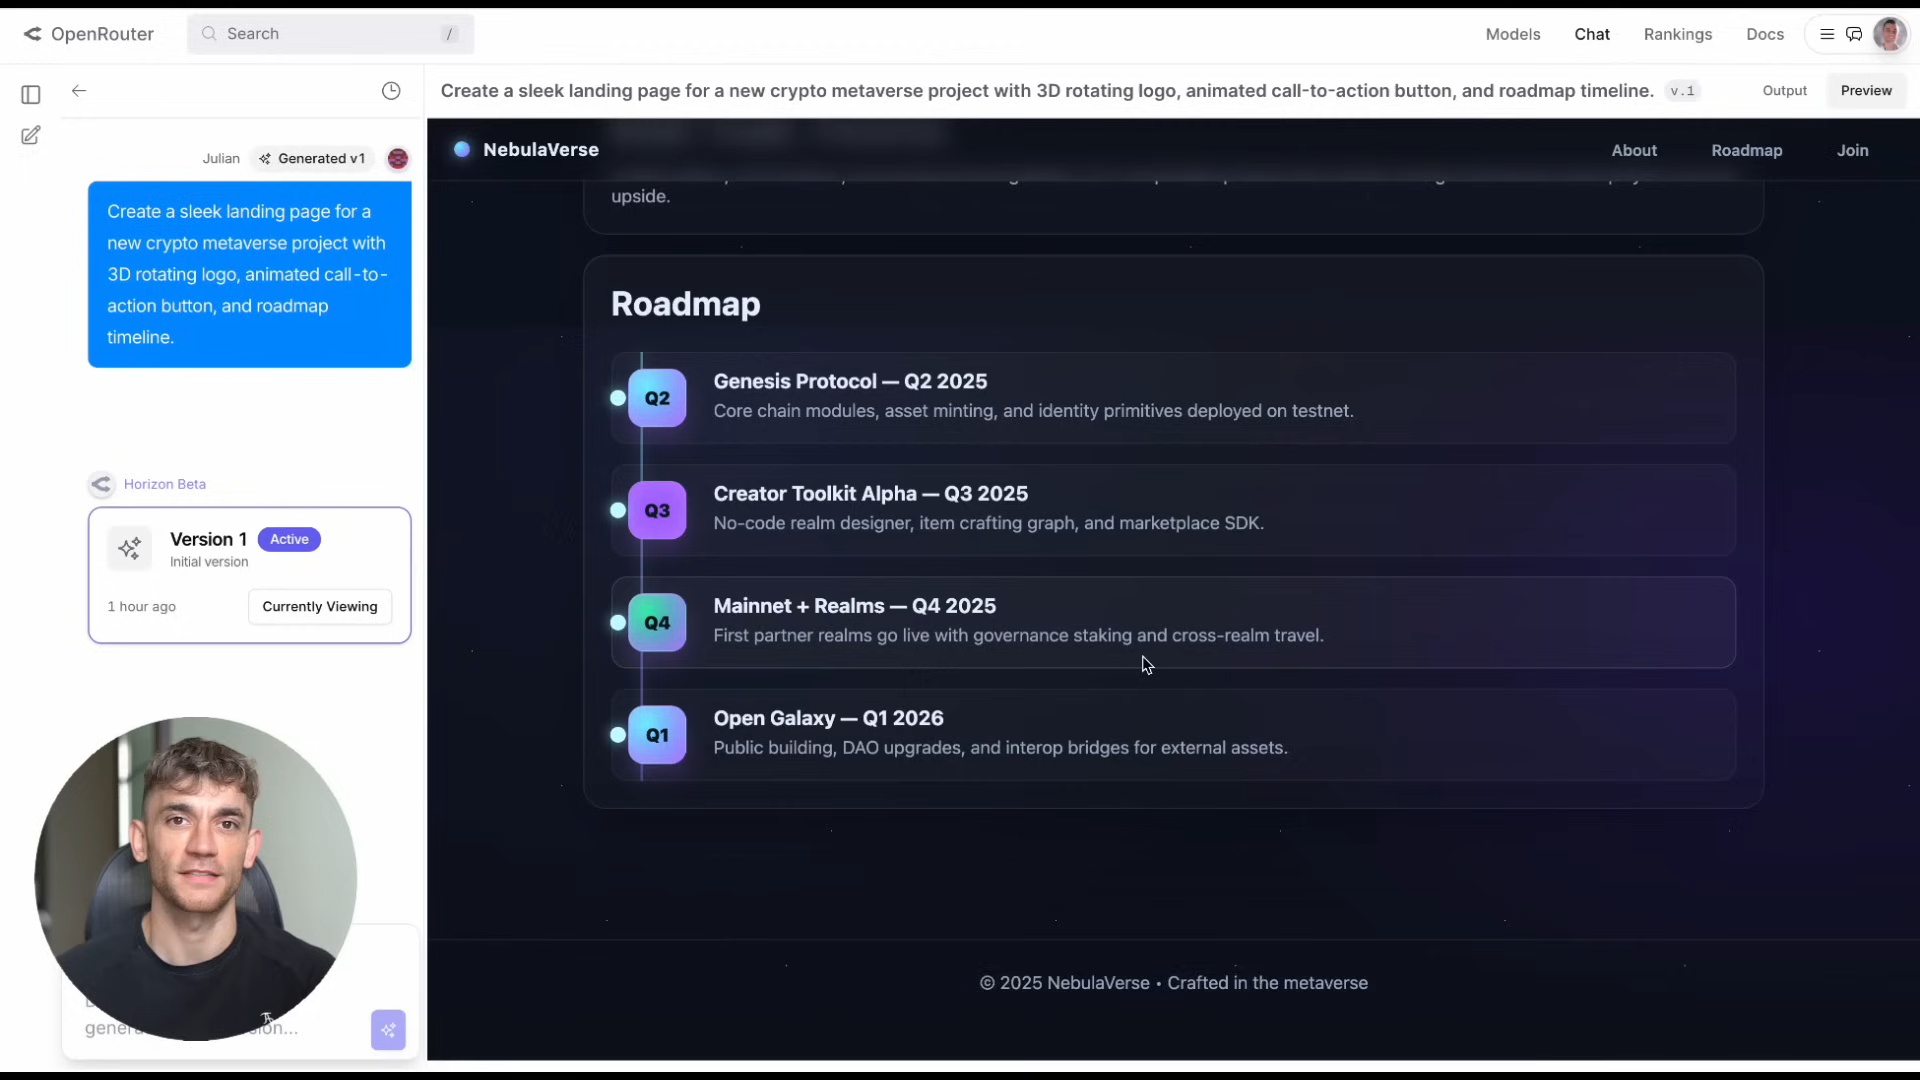 OpenRouter
Search
/
Models
Chat
Rankings
Docs
Create a sleek landing page for a new crypto metaverse project with 3D rotating logo, animated call-to-action button, and roadmap timeline.
v.1
Output
Preview
Julian
Generated v1
Create a sleek landing page for a
new crypto metaverse project with
3D rotating logo, animated call-to-
action button, and roadmap
timeline.
Horizon Beta
Version 1
Active
Initial version
1 hour ago
Currently Viewing
NebulaVerse
About
Roadmap
Join
upside.
Roadmap
Q2
Genesis Protocol — Q2 2025
Core chain modules, asset minting, and identity primitives deployed on testnet.
Q3
Creator Toolkit Alpha — Q3 2025
No-code realm designer, item crafting graph, and marketplace SDK.
Q4
Mainnet + Realms — Q4 2025
First partner realms go live with governance staking and cross-realm travel.
Q1
Open Galaxy — Q1 2026
Public building, DAO upgrades, and interop bridges for external assets.
© 2025 NebulaVerse • Crafted in the metaverse